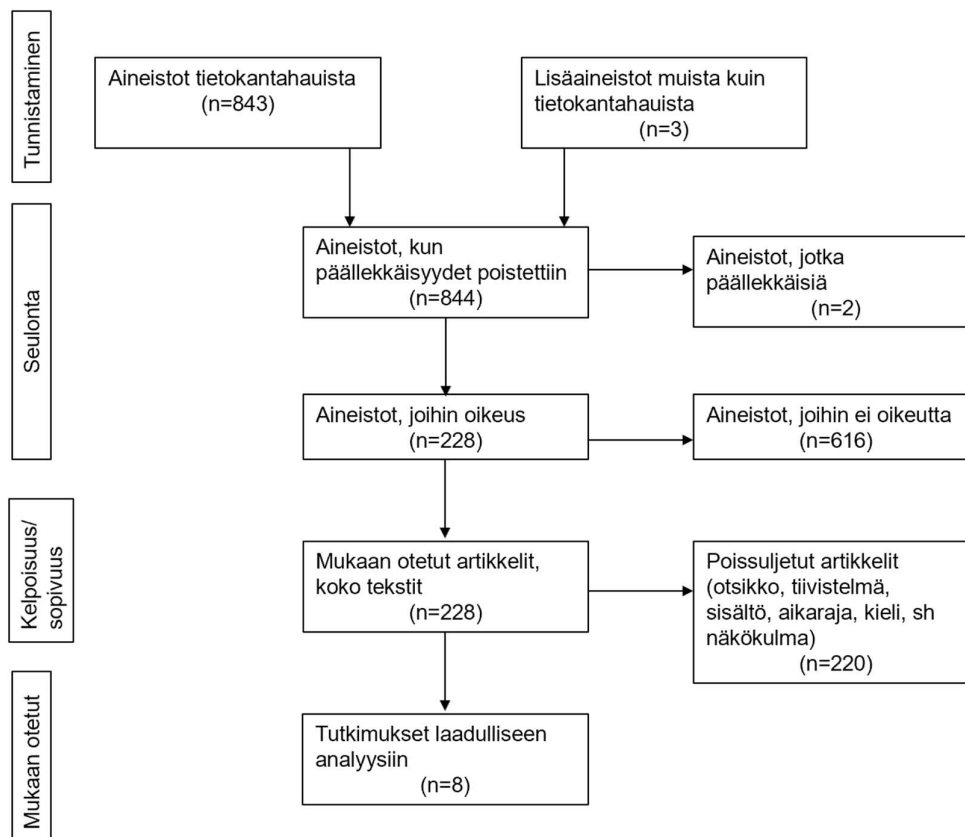 Tunnistaminen
Aineistot tietokantahauista
(n=843)
Lisäaineistot muista kuin
tietokantahauista
(n=3)
Seulonta
Aineistot, kun
päällekkäisyydet poistettiin
(n=844)
Aineistot, jotka
päällekkäisiä
(n=2)
Aineistot, joihin oikeus
(n=228)
Aineistot, joihin ei oikeutta
(n=616)
Kelpoisuus/
sopivuus
Mukaan otetut artikkelit,
koko tekstit
(n=228)
Poissuljetut artikkelit
(otsikko, tiivistelmä,
sisältö, aikaraja, kieli, sh
näkökulma)
(n=220)
Mukaan otetut
Tutkimukset laadulliseen
analyysiin
(n=8)